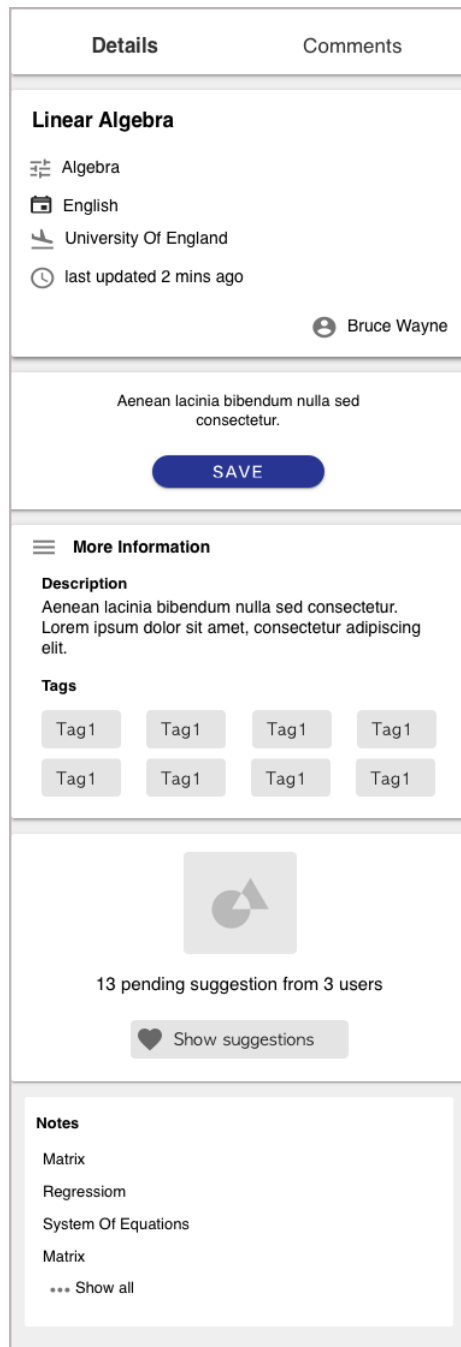 Details Comments
Linear Algebra
Algebra
English
University Of England
last updated 2 mins ago
Bruce Wayne
Aenean lacinia bibendum nulla sed
consectetur.
SAVE
More Information
Description
Aenean lacinia bibendum nulla sed consectetur.
Lorem ipsum dolor sit amet, consectetur adipiscing
elit.
Tags
Tag1 Tag1 Tag1 Tag1
Tag1 Tag1 Tag1 Tag1
13 pending suggestion from 3 users
Show suggestions
Notes
Matrix
Regressiom
System Of Equations
Matrix
••• Show all